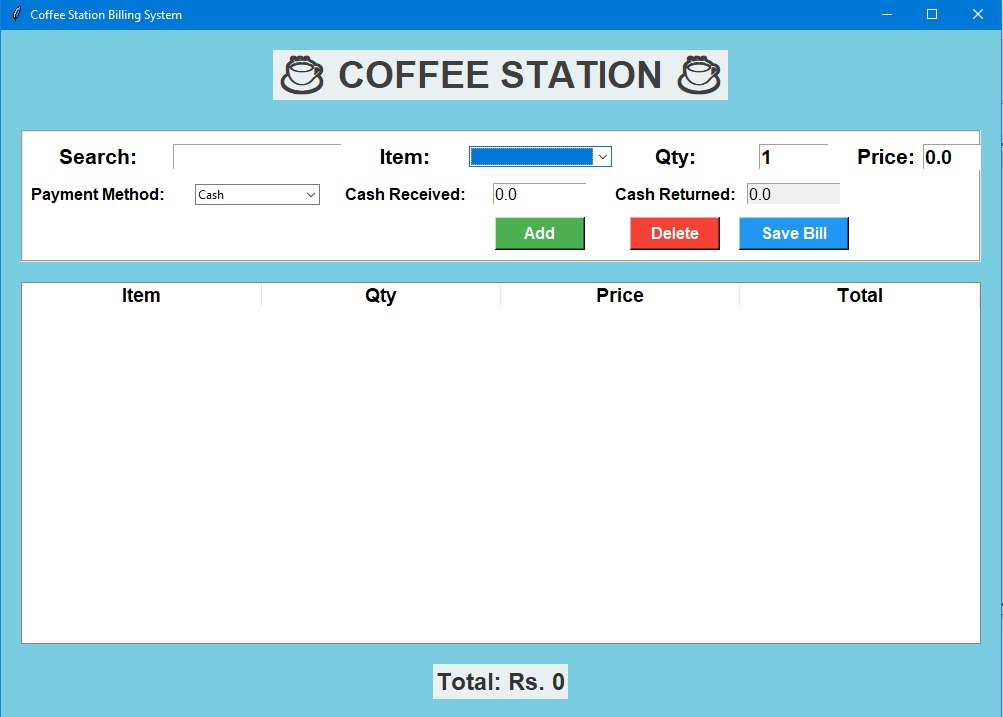 Coffee Station Billing System
☕ COFFEE STATION ☕
Search: Item: Qty: 1 Price: 0.0
Payment Method: Cash Cash Received: 0.0 Cash Returned: 0.0
Add Delete Save Bill
Item Qty Price Total
Total: Rs. 0